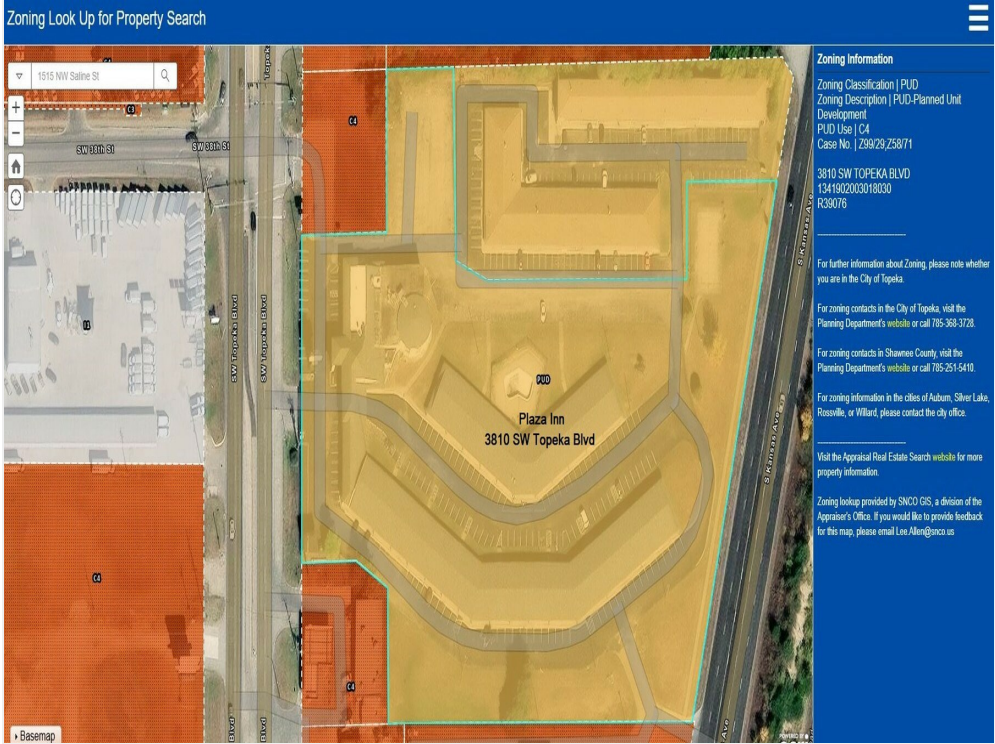 Zoning Look Up for Property Search
1515 NW Saline St
+
−
C3
C4
SW 38th St
SW 38th St
Topek
I1
SW Topeka Blvd
SW Topeka Blvd
S Kansas Ave
S Kansas Ave
PUD
Plaza Inn
3810 SW Topeka Blvd
C4
C4
Blvd
Blvd
Ave
Basemap
POWERED BY
Zoning Information
Zoning Classification | PUD
Zoning Description | PUD-Planned Unit
Development
PUD Use | C4
Case No. | Z99/29,Z58/71
3810 SW TOPEKA BLVD
1341902003018030
R39076
For further information about Zoning, please note whether
you are in the City of Topeka.
For zoning contacts in the City of Topeka, visit the
Planning Department's website or call 785-368-3728.
For zoning contacts in Shawnee County, visit the
Planning Department's website or call 785-251-5410.
For zoning information in the cities of Auburn, Silver Lake,
Rossville, or Willard, please contact the city office.
Visit the Appraisal Real Estate Search website for more
property information.
Zoning lookup provided by SNCO GIS, a division of the
Appraiser's Office. If you would like to provide feedback
for this map, please email Lee.Allen@snco.us